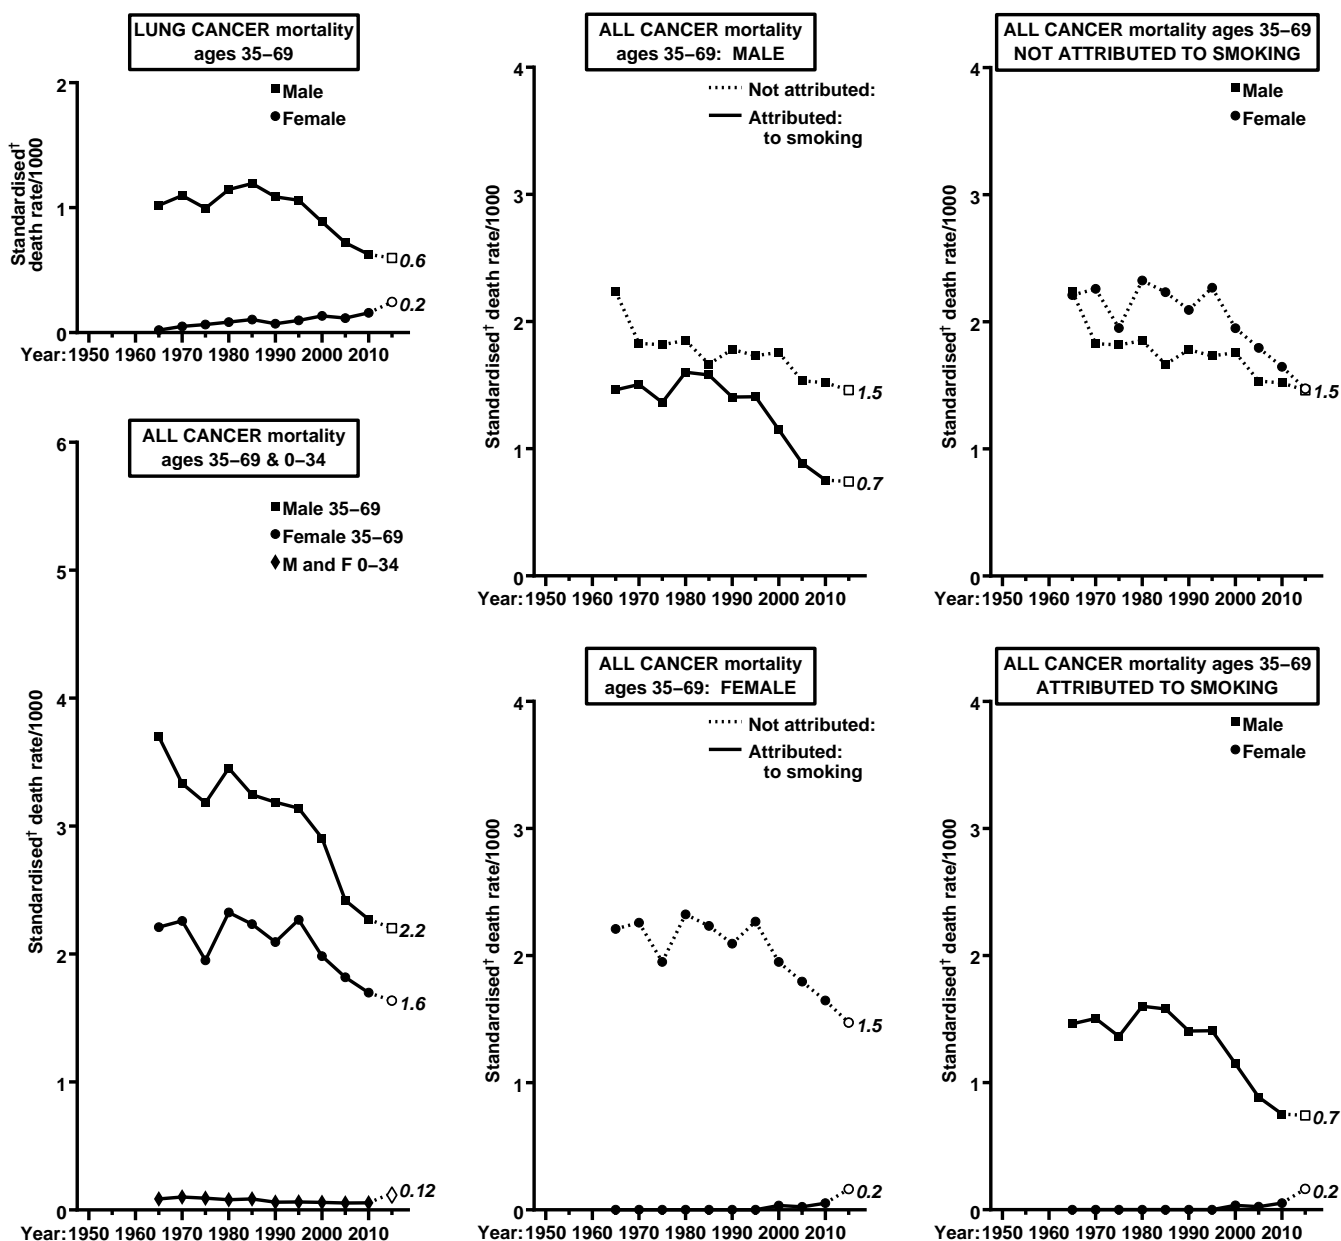 LUNG CANCER mortality
ages 35–69
Male
Female
Standardised†
death rate/1000
2
1
0
0.6
0.2
Year: 1950 1960 1970 1980 1990 2000 2010
ALL CANCER mortality
ages 35–69: MALE
Not attributed:
Attributed:
to smoking
Standardised† death rate/1000
4
3
2
1
0
1.5
0.7
Year: 1950 1960 1970 1980 1990 2000 2010
ALL CANCER mortality ages 35–69
NOT ATTRIBUTED TO SMOKING
Male
Female
Standardised† death rate/1000
4
3
2
1
0
1.5
Year: 1950 1960 1970 1980 1990 2000 2010
ALL CANCER mortality
ages 35–69 & 0–34
Male 35–69
Female 35–69
M and F 0–34
Standardised† death rate/1000
6
5
4
3
2
1
0
2.2
1.6
0.12
Year: 1950 1960 1970 1980 1990 2000 2010
ALL CANCER mortality
ages 35–69: FEMALE
Not attributed:
Attributed:
to smoking
Standardised† death rate/1000
4
3
2
1
0
1.5
0.2
Year: 1950 1960 1970 1980 1990 2000 2010
ALL CANCER mortality ages 35–69
ATTRIBUTED TO SMOKING
Male
Female
Standardised† death rate/1000
4
3
2
1
0
0.7
0.2
Year: 1950 1960 1970 1980 1990 2000 2010